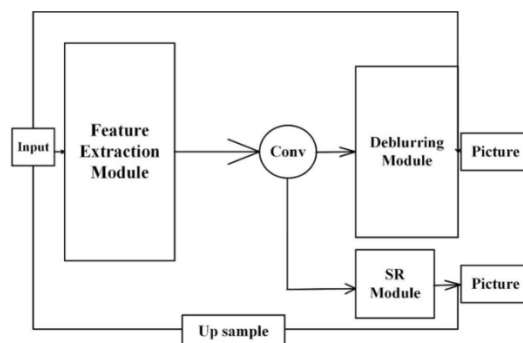 Input
Feature
Extraction
Module
Conv
Deblurring
Module
Picture
SR
Module
Picture
Up sample